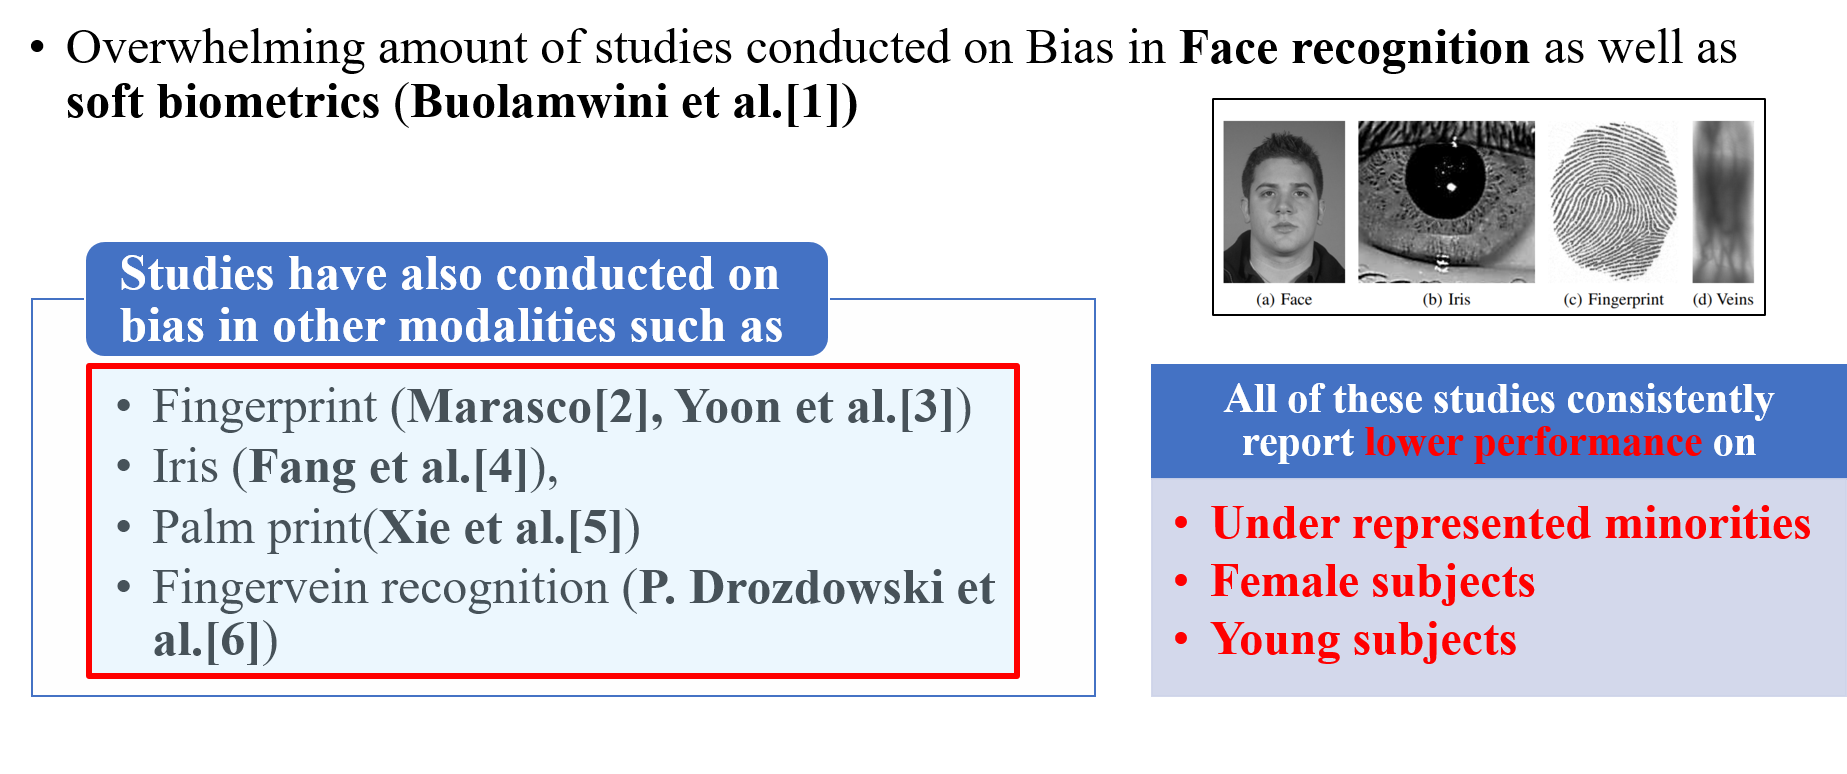 • Overwhelming amount of studies conducted on Bias in Face recognition as well as
soft biometrics (Buolamwini et al.[1])
(a) Face
(b) Iris
(c) Fingerprint
(d) Veins
Studies have also conducted on
bias in other modalities such as
• Fingerprint (Marasco[2], Yoon et al.[3])
• Iris (Fang et al.[4]),
• Palm print(Xie et al.[5])
• Fingervein recognition (P. Drozdowski et
al.[6])
All of these studies consistently
report lower performance on
• Under represented minorities
• Female subjects
• Young subjects